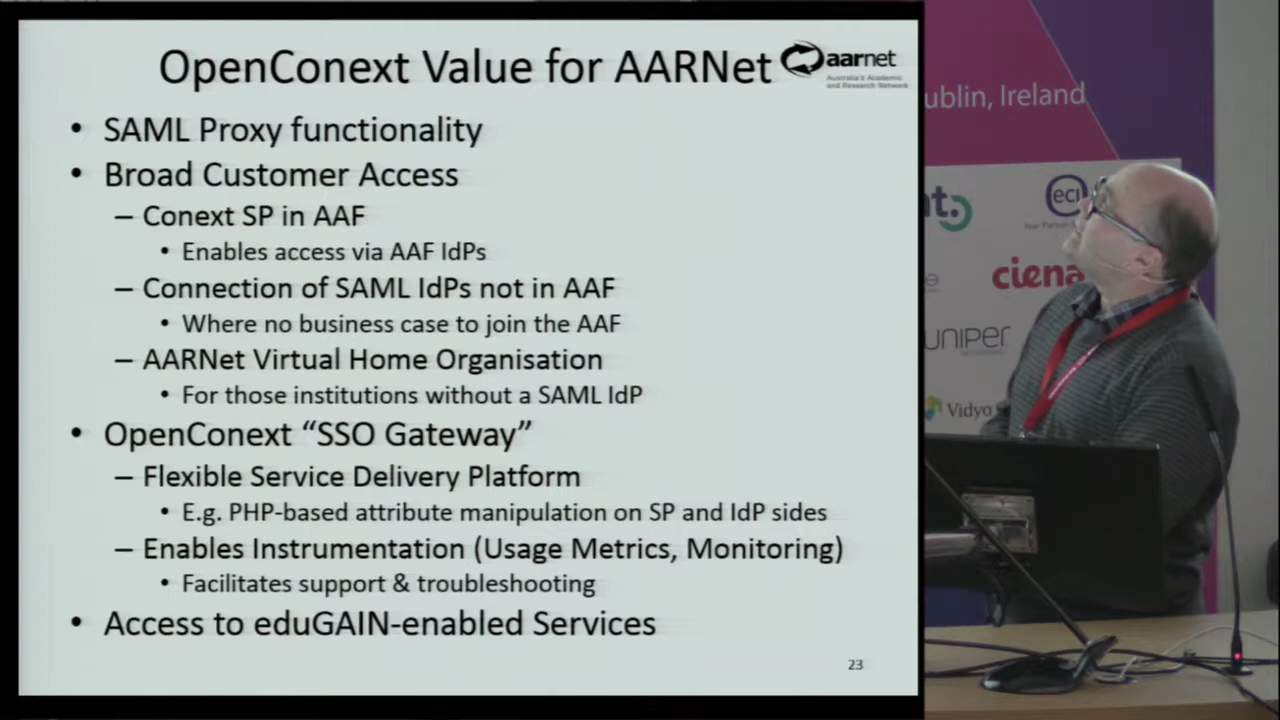 OpenConext Value for AARNet
aarnet
Australia's Academic
and Research Network
• SAML Proxy functionality
• Broad Customer Access
– Conext SP in AAF
• Enables access via AAF IdPs
– Connection of SAML IdPs not in AAF
• Where no business case to join the AAF
– AARNet Virtual Home Organisation
• For those institutions without a SAML IdP
• OpenConext “SSO Gateway”
– Flexible Service Delivery Platform
• E.g. PHP-based attribute manipulation on SP and IdP sides
– Enables Instrumentation (Usage Metrics, Monitoring)
• Facilitates support & troubleshooting
• Access to eduGAIN-enabled Services
23
ublin, Ireland
nt.
ECI
ciena
uniper
Vidyo